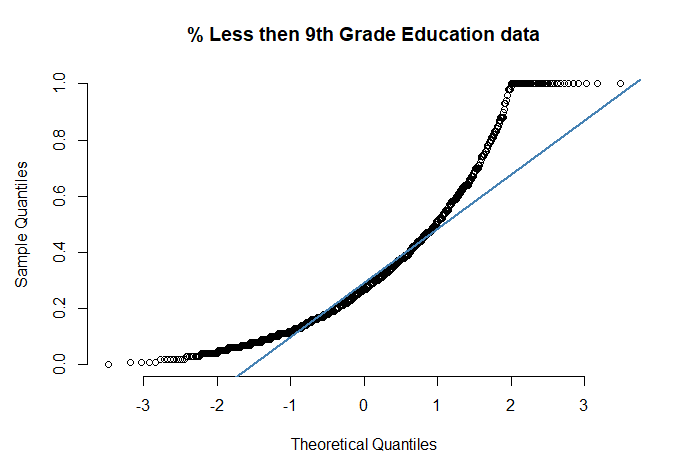 % Less then 9th Grade Education data
Sample Quantiles
1.0
0.8
0.6
0.4
0.2
0.0
-3 -2 -1 0 1 2 3
Theoretical Quantiles